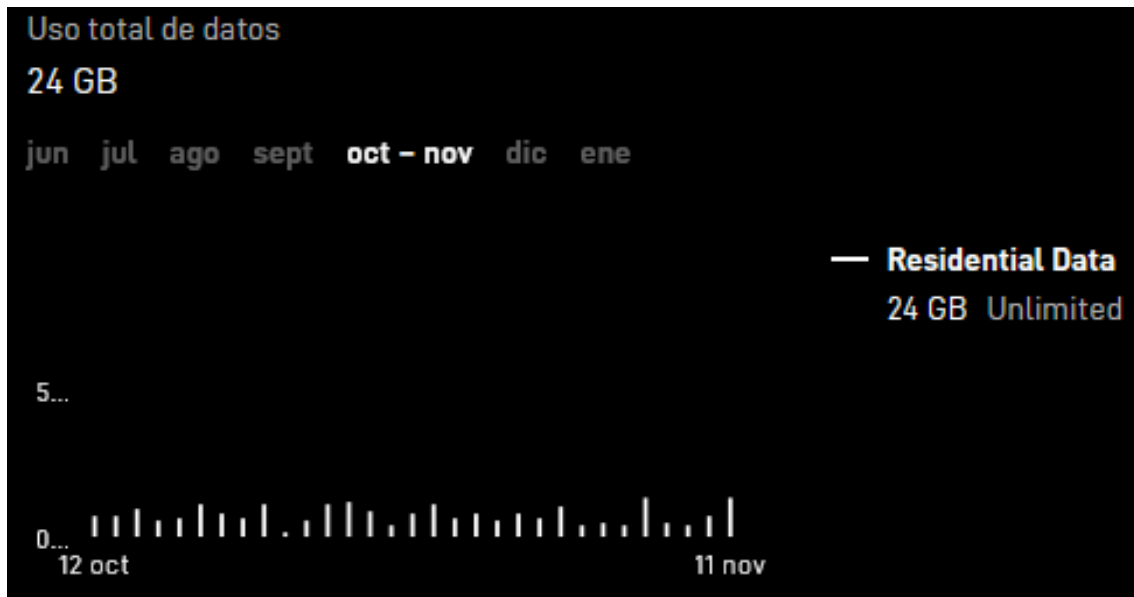 Uso total de datos
24 GB
jun jul ago sept oct – nov dic ene
Residential Data
24 GB Unlimited
5...
0...
12 oct 11 nov